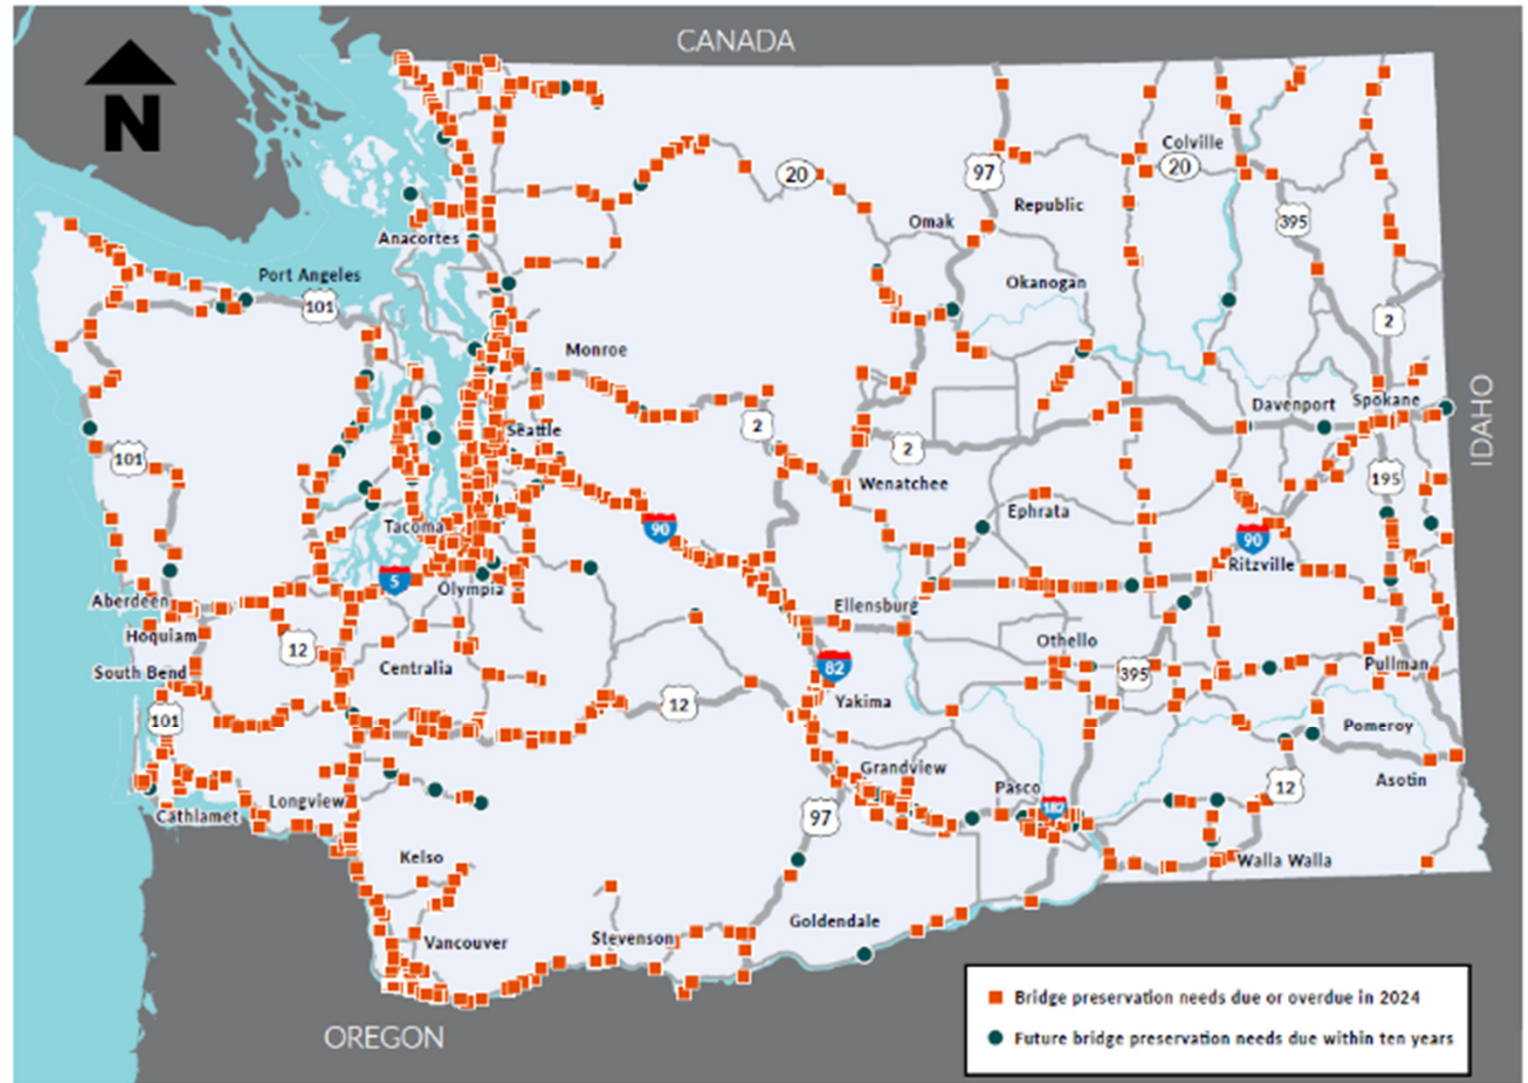 CANADA
N
Colville
20
97
20
Republic
395
Omak
Anacortes
Port Angeles
Okanogan
101
2
Monroe
Davenport
Spokane
IDAHO
2
Seattle
2
101
195
Wenatchee
Ephrata
Tacoma
90
90
Ritzville
5
Olympia
Aberdeen
Ellensburg
Hoquiam
12
Othello
Centralia
82
395
Pullman
South Bend
Yakima
12
101
Pomeroy
Grandview
Asotin
Pasco
12
Longview
182
Cathlamet
97
Kelso
Walla Walla
Goldendale
Vancouver
Stevenson
Bridge preservation needs due or overdue in 2024
OREGON
Future bridge preservation needs due within ten years